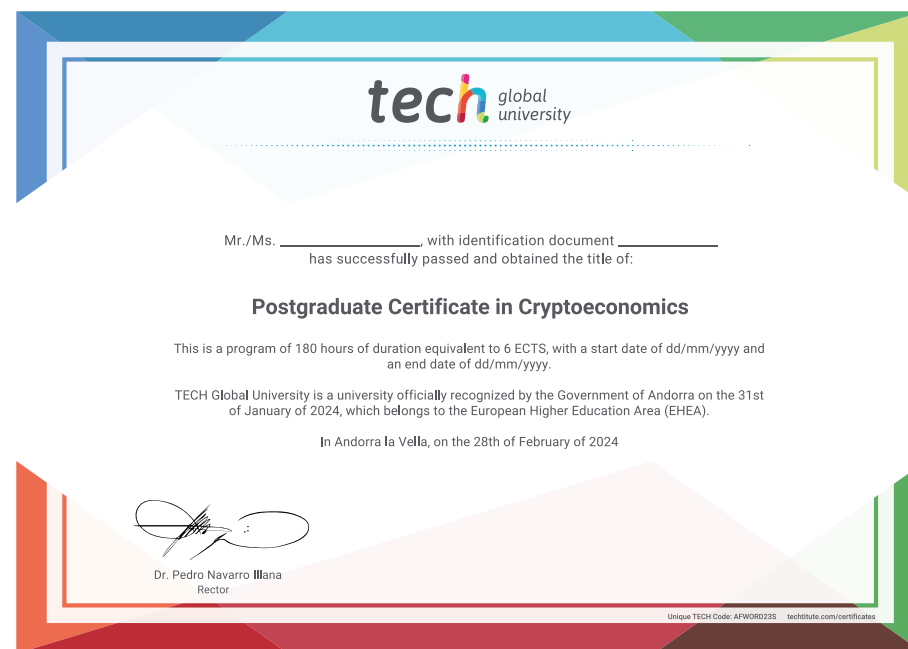 tech global university
Mr./Ms. ____________________, with identification document ______________
has successfully passed and obtained the title of:
Postgraduate Certificate in Cryptoeconomics
This is a program of 180 hours of duration equivalent to 6 ECTS, with a start date of dd/mm/yyyy and
an end date of dd/mm/yyyy.
TECH Global University is a university officially recognized by the Government of Andorra on the 31st
of January of 2024, which belongs to the European Higher Education Area (EHEA).
In Andorra la Vella, on the 28th of February of 2024
Dr. Pedro Navarro Illana
Rector
Unique TECH Code: AFWORD23S techtitute.com/certificates